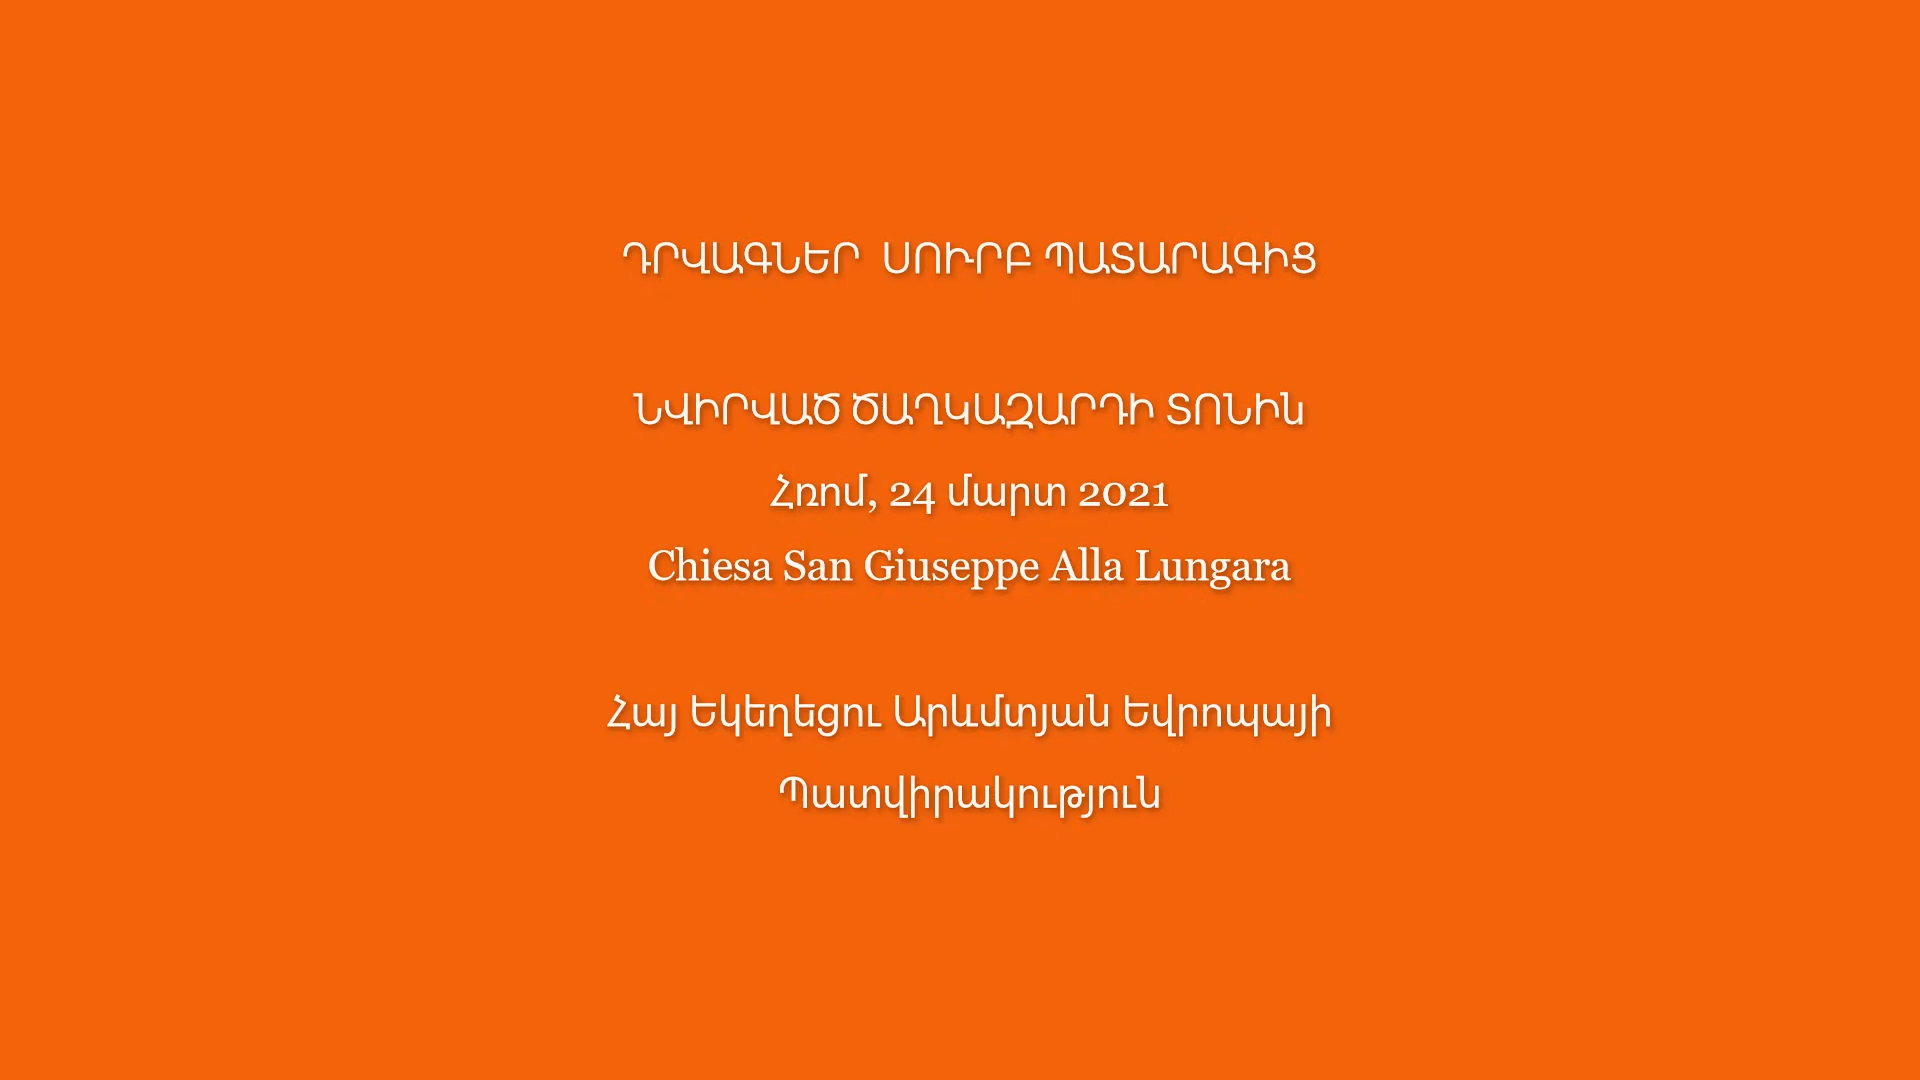 ԴՐՎԱԳՆԵՐ ՍՈՒՐԲ ՊԱՏԱՐԱԳԻՑ
ՆՎԻՐՎԱԾ ԾԱՂԿԱԶԱՐԴԻ ՏՈՆԻն
Հռոմ, 24 մարտ 2021
Chiesa San Giuseppe Alla Lungara
Հայ Եկեղեցու Արևմտյան Եվրոպայի
Պատվիրակություն